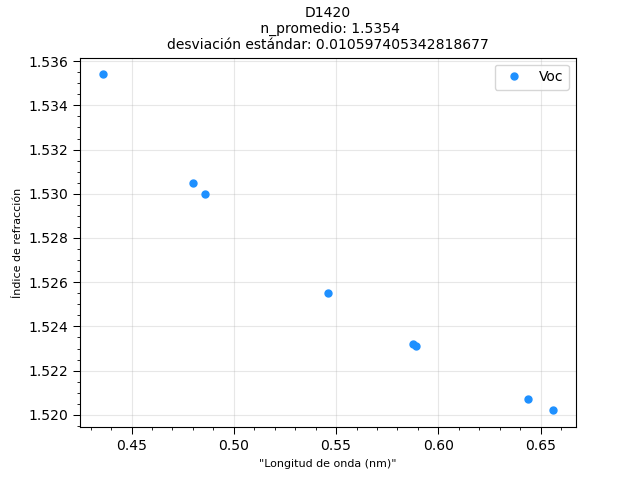 D1420
n_promedio: 1.5354
desviación estándar: 0.010597405342818677
1.536
1.534
1.532
1.530
1.528
1.526
1.524
1.522
1.520
Índice de refracción
Voc
0.45 0.50 0.55 0.60 0.65
"Longitud de onda (nm)"